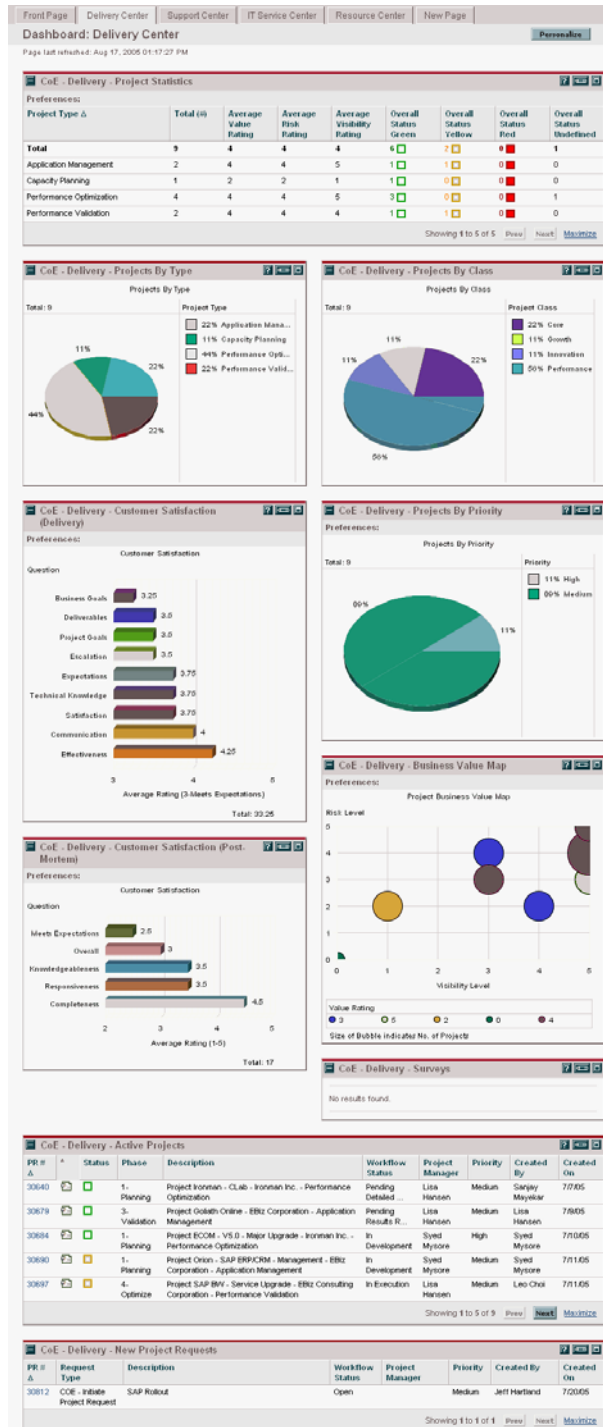 Front Page Delivery Center Support Center IT Service Center Resource Center New Page
Dashboard: Delivery Center Personalize
Page last refreshed: Aug 17, 2005 01:17:27 PM
CoE - Delivery - Project Statistics
Preferences:
Project Type Δ Total (#) Average Value Rating Average Risk Rating Average Visibility Rating Overall Status Green Overall Status Yellow Overall Status Red Overall Status Undefined
Total 9 4 4 4 6 2 0 1
Application Management 2 4 4 5 1 1 0 0
Capacity Planning 1 2 2 1 1 0 0 0
Performance Optimization 4 4 4 5 3 0 0 1
Performance Validation 2 4 4 4 1 1 0 0
Showing 1 to 5 of 5 Prev Next Maximize
CoE - Delivery - Projects By Type
Projects By Type
Total: 9
Project Type
22% Application Mana...
11% Capacity Planning
44% Performance Opti...
22% Performance Valid...
11%
22%
44%
22%
CoE - Delivery - Projects By Class
Projects By Class
Total: 9
Project Class
22% Core
11% Growth
11% Innovation
56% Performance
11%
11%
22%
56%
CoE - Delivery - Customer Satisfaction
(Delivery)
Preferences:
Customer Satisfaction
Question
Business Goals 3.25
Deliverables 3.5
Project Goals 3.5
Escalation 3.5
Expectations 3.75
Technical Knowledge 3.75
Satisfaction 3.75
Communication 4
Effectiveness 4.25
3 4 5
Average Rating (3-Meets Expectations)
Total: 33.25
CoE - Delivery - Projects By Priority
Preferences:
Projects By Priority
Total: 9
Priority
11% High
89% Medium
89%
11%
CoE - Delivery - Business Value Map
Preferences:
Project Business Value Map
Risk Level
5
4
3
2
1
0
0 1 2 3 4 5
Visibility Level
Value Rating
3 5 2 0 4
Size of Bubble indicates No. of Projects
CoE - Delivery - Customer Satisfaction (Post-
Mortem)
Preferences:
Customer Satisfaction
Question
Meets Expectations 2.5
Overall 3
Knowledgeableness 3.5
Responsiveness 3.5
Completeness 4.5
2 3 4 5
Average Rating (1-5)
Total: 17
CoE - Delivery - Surveys
No results found.
CoE - Delivery - Active Projects
PR # Δ * Status Phase Description Workflow Status Project Manager Priority Created By Created On
30640 1- Planning Project Ironman - CLab - Ironman Inc. - Performance Optimization Pending Detailed ... Lisa Hansen Medium Sanjay Mayekar 7/7/05
30679 3- Validation Project Goliath Online - EBiz Corporation - Application Management Pending Results R... Lisa Hansen Medium Lisa Hansen 7/9/05
30684 1- Planning Project ECOM - V5.0 - Major Upgrade - Ironman Inc. - Performance Optimization In Development Syed Mysore High Syed Mysore 7/10/05
30690 1- Planning Project Orion - SAP ERP/CRM - Management - EBiz Corporation - Application Management In Development Syed Mysore Medium Syed Mysore 7/11/05
30697 4- Optimize Project SAP BW - Service Upgrade - EBiz Consulting Corporation - Performance Validation In Execution Lisa Hansen Medium Leo Choi 7/11/05
Showing 1 to 5 of 9 Prev Next Maximize
CoE - Delivery - New Project Requests
PR # Δ Request Type Description Workflow Status Project Manager Priority Created By Created On
30812 COE - Initiate Project Request SAP Rollout Open Medium Jeff Hartland 7/20/05
Showing 1 to 1 of 1 Prev Next Maximize